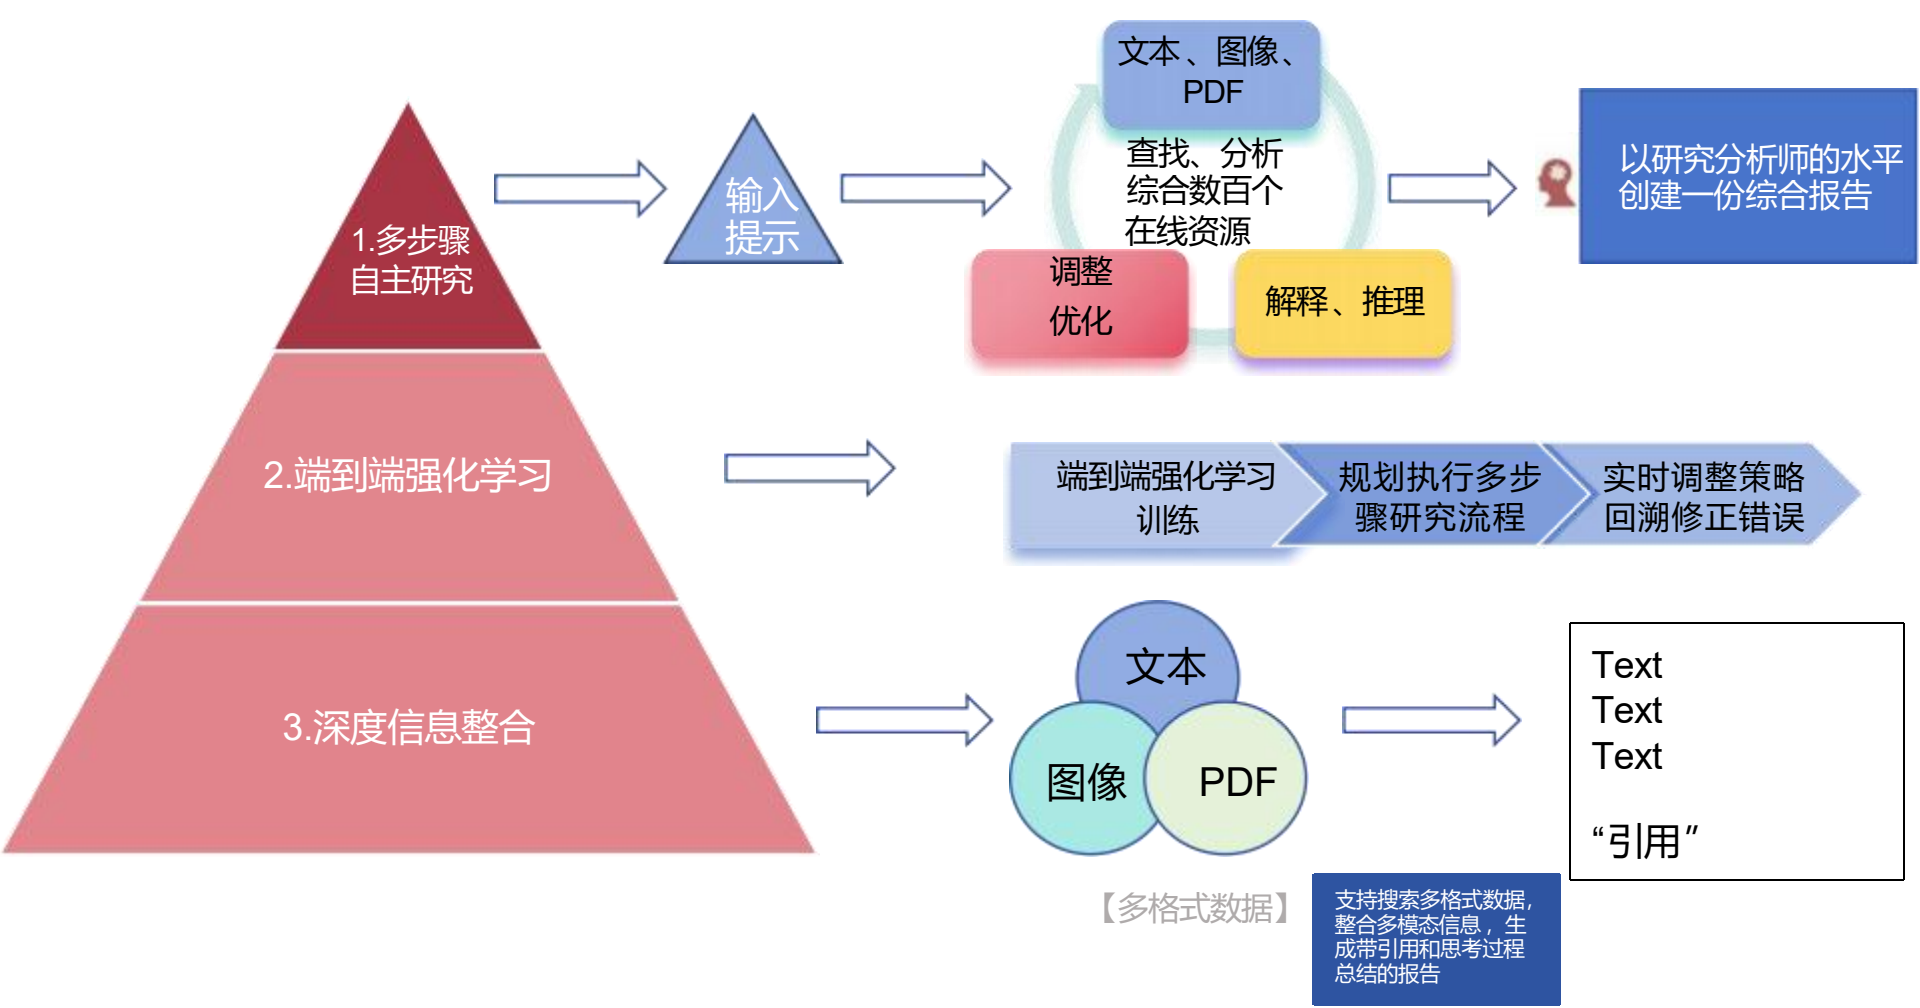 1.多步骤
自主研究
输入
提示
文本、图像、
PDF
查找、分析
综合数百个
在线资源
调整
优化
解释、推理
以研究分析师的水平
创建一份综合报告
2.端到端强化学习
端到端强化学习
训练
规划执行多步
骤研究流程
实时调整策略
回溯修正错误
3.深度信息整合
文本
图像
PDF
【多格式数据】
Text
Text
Text
“引用”
支持搜索多格式数据,
整合多模态信息,生
成带引用和思考过程
总结的报告